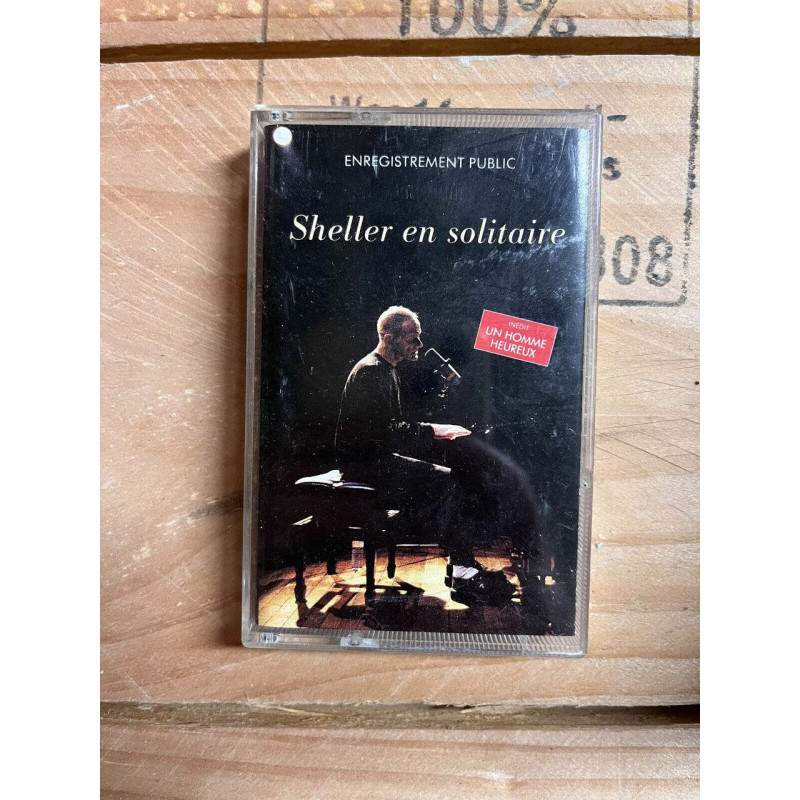 100%
ENREGISTREMENT PUBLIC
Sheller en solitaire
308
INÉDIT
UN HOMME
HEUREUX